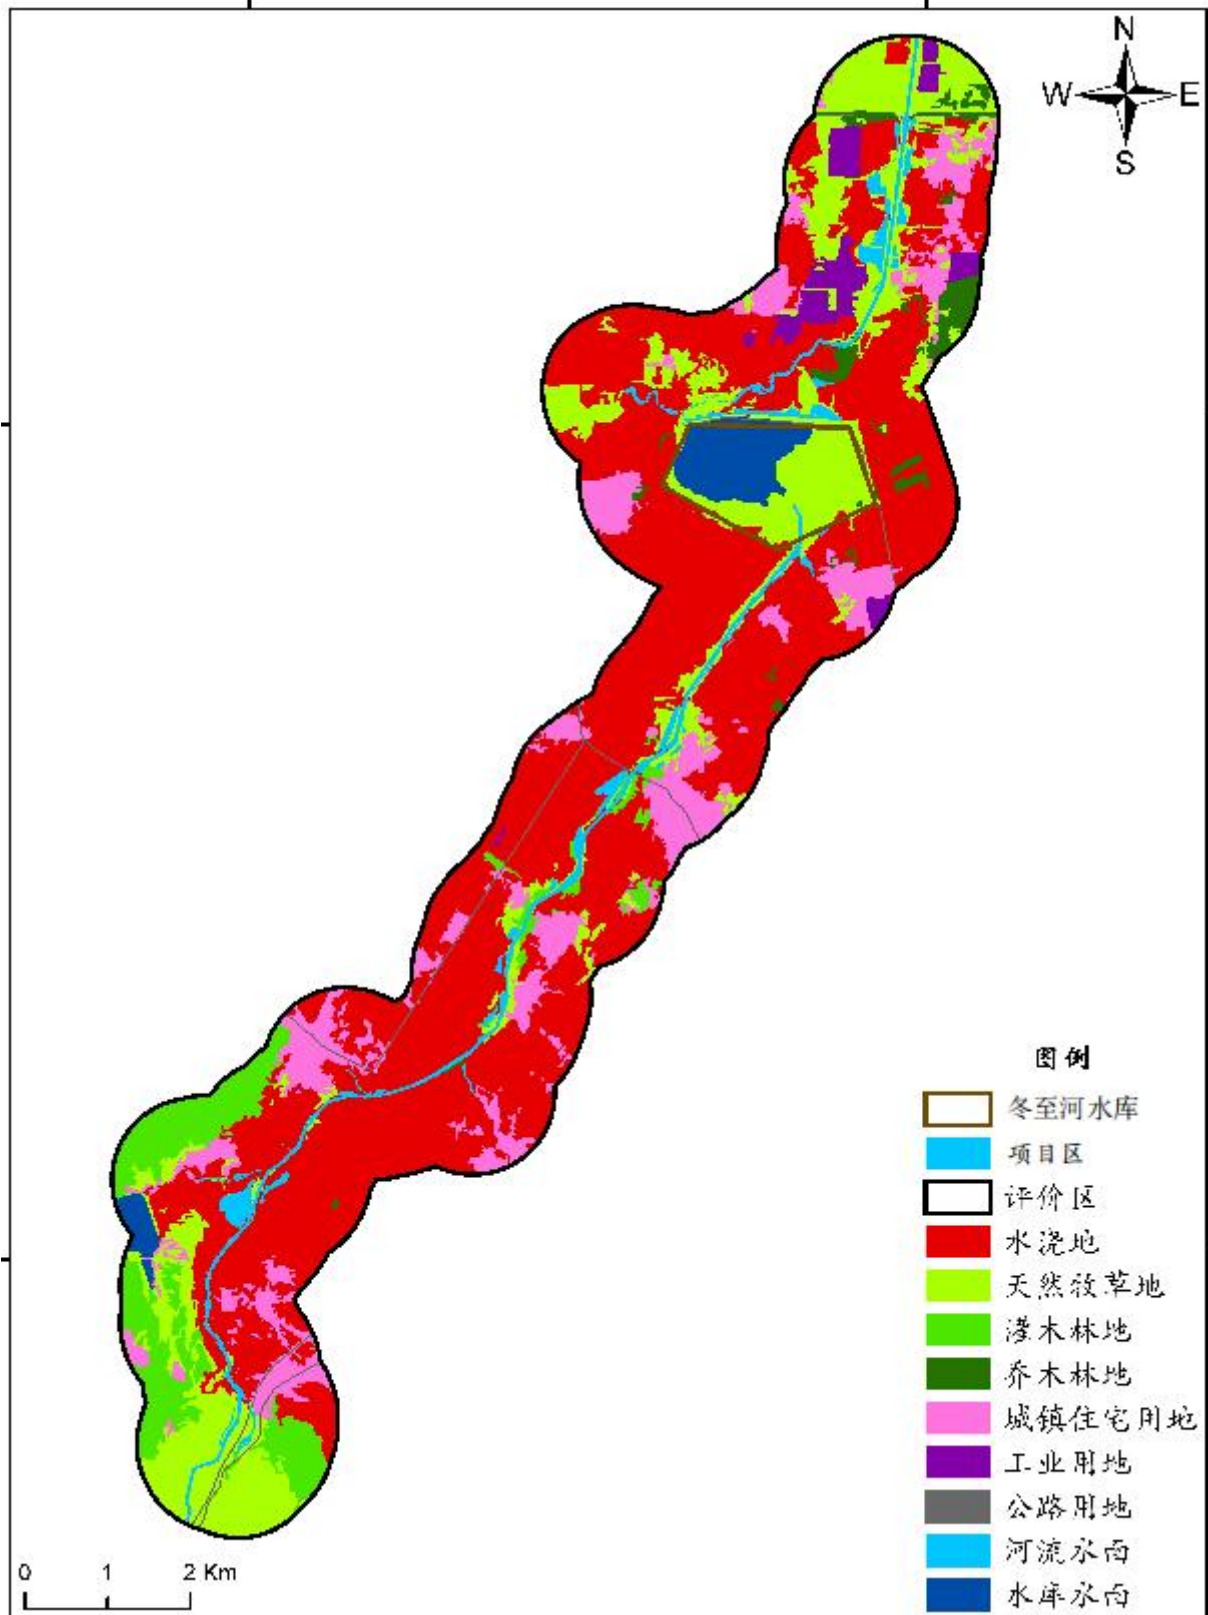 N
W E
S
图例
冬至河水库
项目区
评价区
水浇地
天然牧草地
灌木林地
乔木林地
城镇住宅用地
工业用地
公路用地
河流水面
水库水面
0 1 2 Km